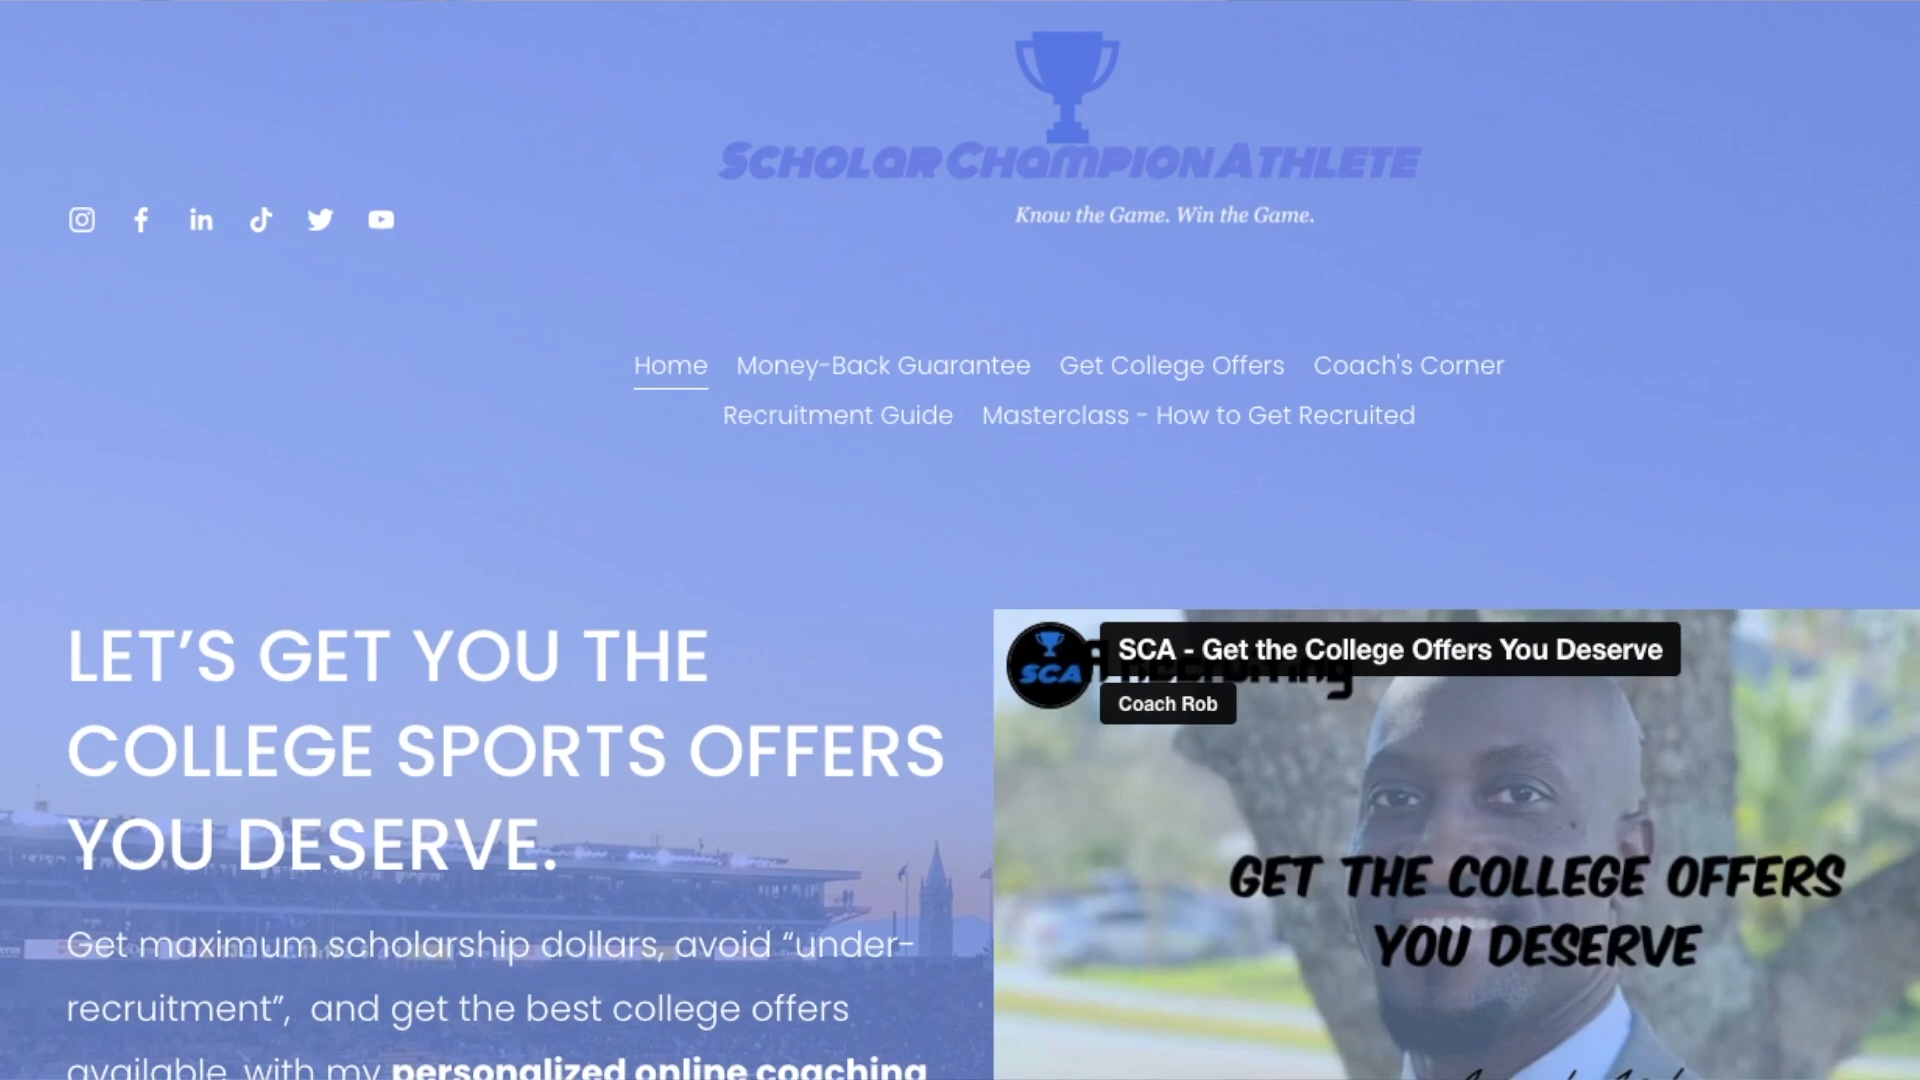 Scholar Champion Athlete
Know the Game. Win the Game.
Home Money-Back Guarantee Get College Offers Coach's Corner
Recruitment Guide Masterclass - How to Get Recruited
LET’S GET YOU THE
COLLEGE SPORTS OFFERS
YOU DESERVE.
Get maximum scholarship dollars, avoid “under-
recruitment”, and get the best college offers
available, with my personalized online coaching
SCA
SCA - Get the College Offers You Deserve
Coach Rob
GET THE COLLEGE OFFERS
YOU DESERVE